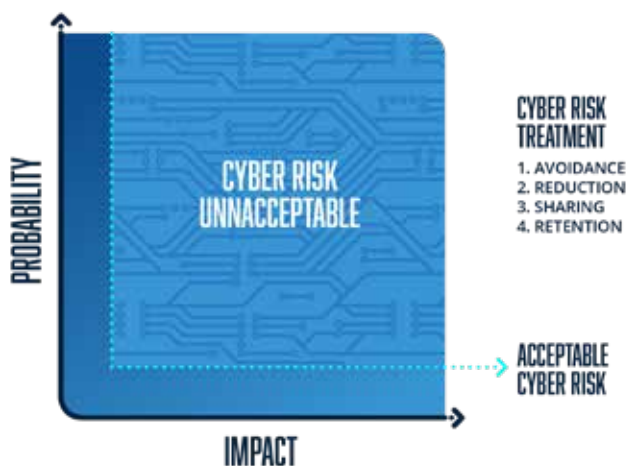 PROBABILITY
CYBER RISK
UNNACCEPTABLE
IMPACT
CYBER RISK
TREATMENT
1. AVOIDANCE
2. REDUCTION
3. SHARING
4. RETENTION
ACCEPTABLE
CYBER RISK